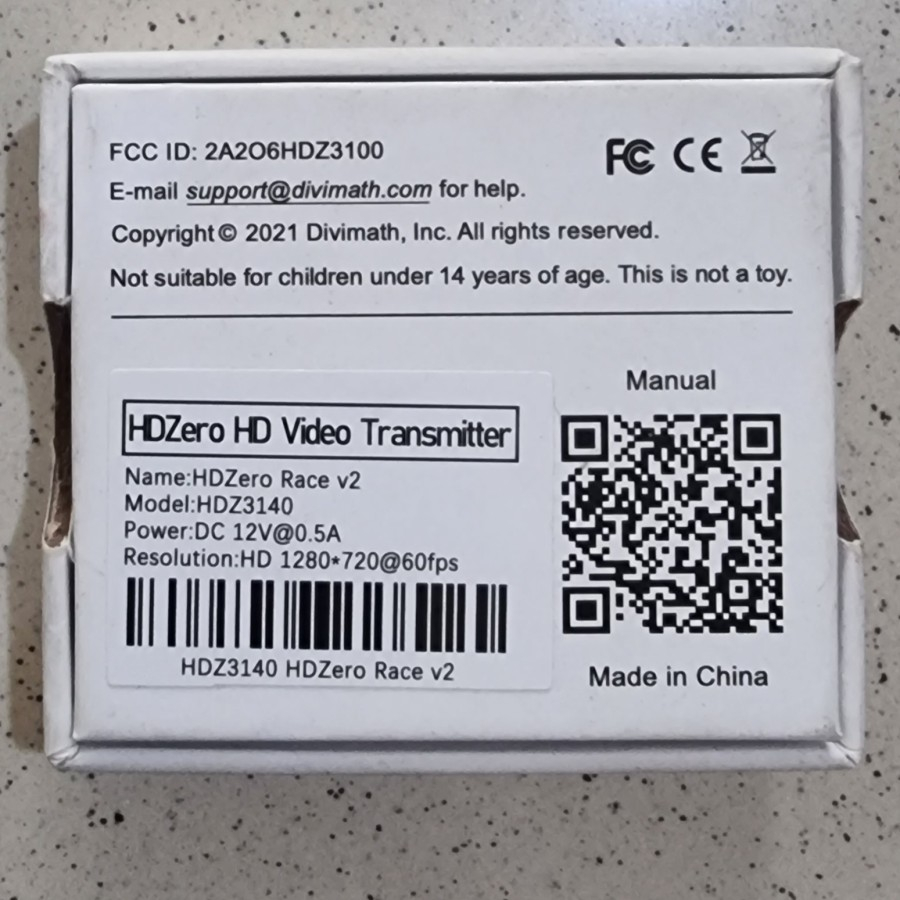 FCC ID: 2A2O6HDZ3100
FC CE
E-mail support@divimath.com for help.
Copyright© 2021 Divimath, Inc. All rights reserved.
Not suitable for children under 14 years of age. This is not a toy.
HDZero HD Video Transmitter
Name:HDZero Race v2
Model:HDZ3140
Power:DC 12V@0.5A
Resolution:HD 1280*720@60fps
HDZ3140 HDZero Race v2
Manual
Made in China